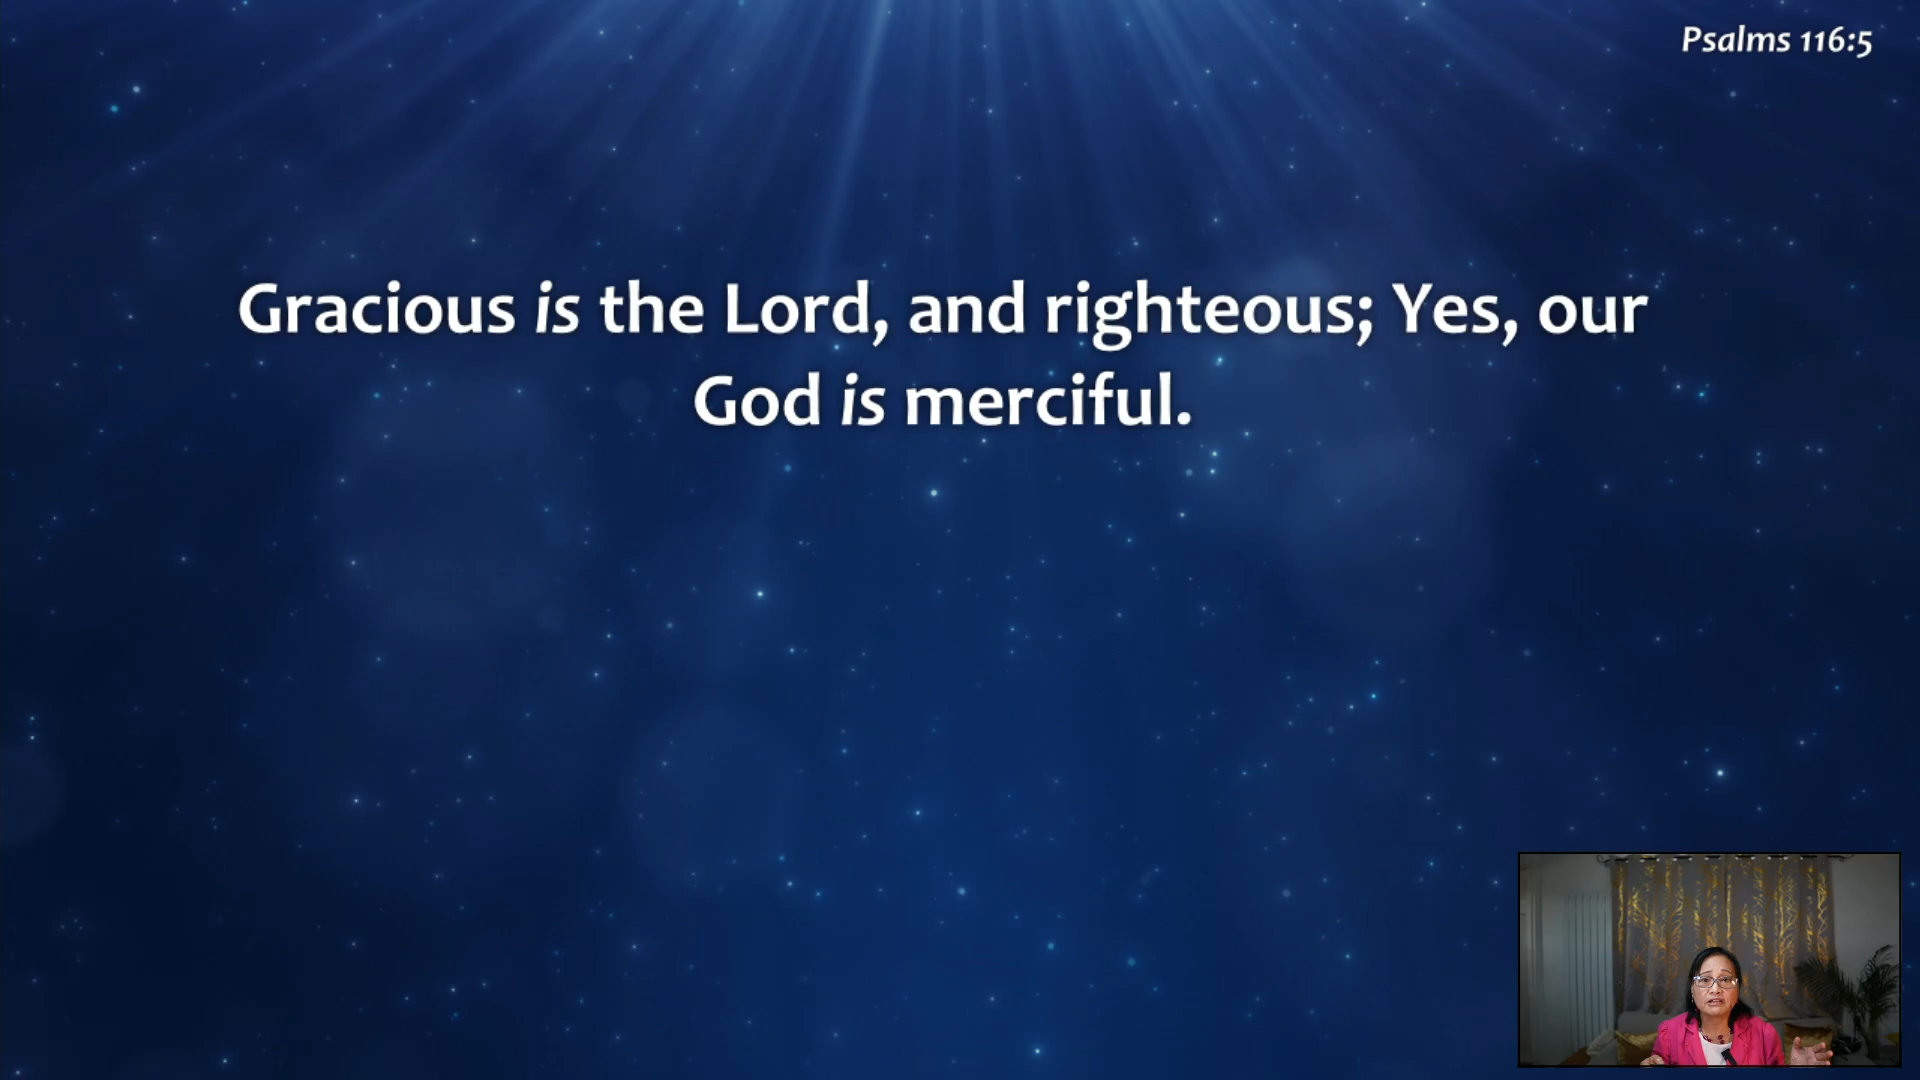 Psalms 116:5
Gracious is the Lord, and righteous; Yes, our
God is merciful.